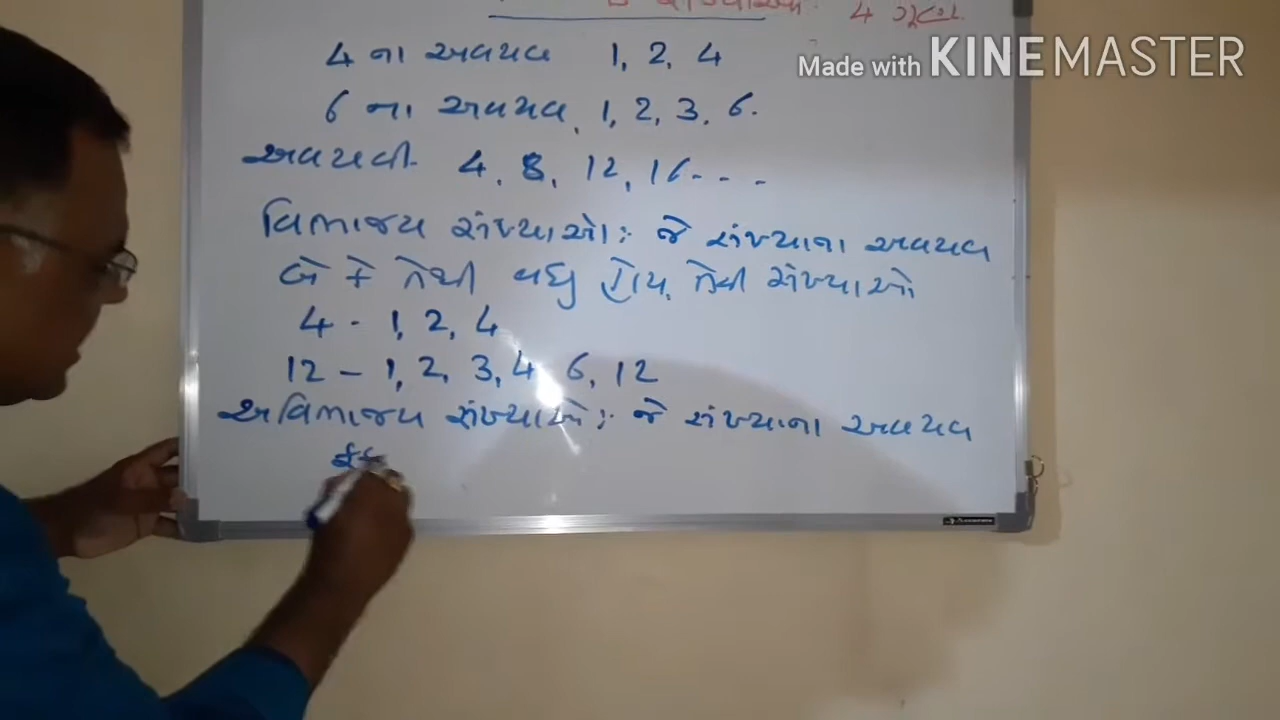 4 ગુણ.
4 ના અવયવ 1, 2, 4
Made with KINEMASTER
6 ના અવયવ, 1, 2, 3, 6.
અવયવી- 4, 8, 12, 16 - - -
વિભાજ્ય સંખ્યાઓ: જે સંખ્યાના અવયવ
બે કે તેથી વધુ હોય, તેવી સંખ્યાઓ
4 - 1, 2, 4
12 – 1, 2, 3, 4 6, 12
અવિભાજ્ય સંખ્યાઓ: જે સંખ્યાના અવયવ